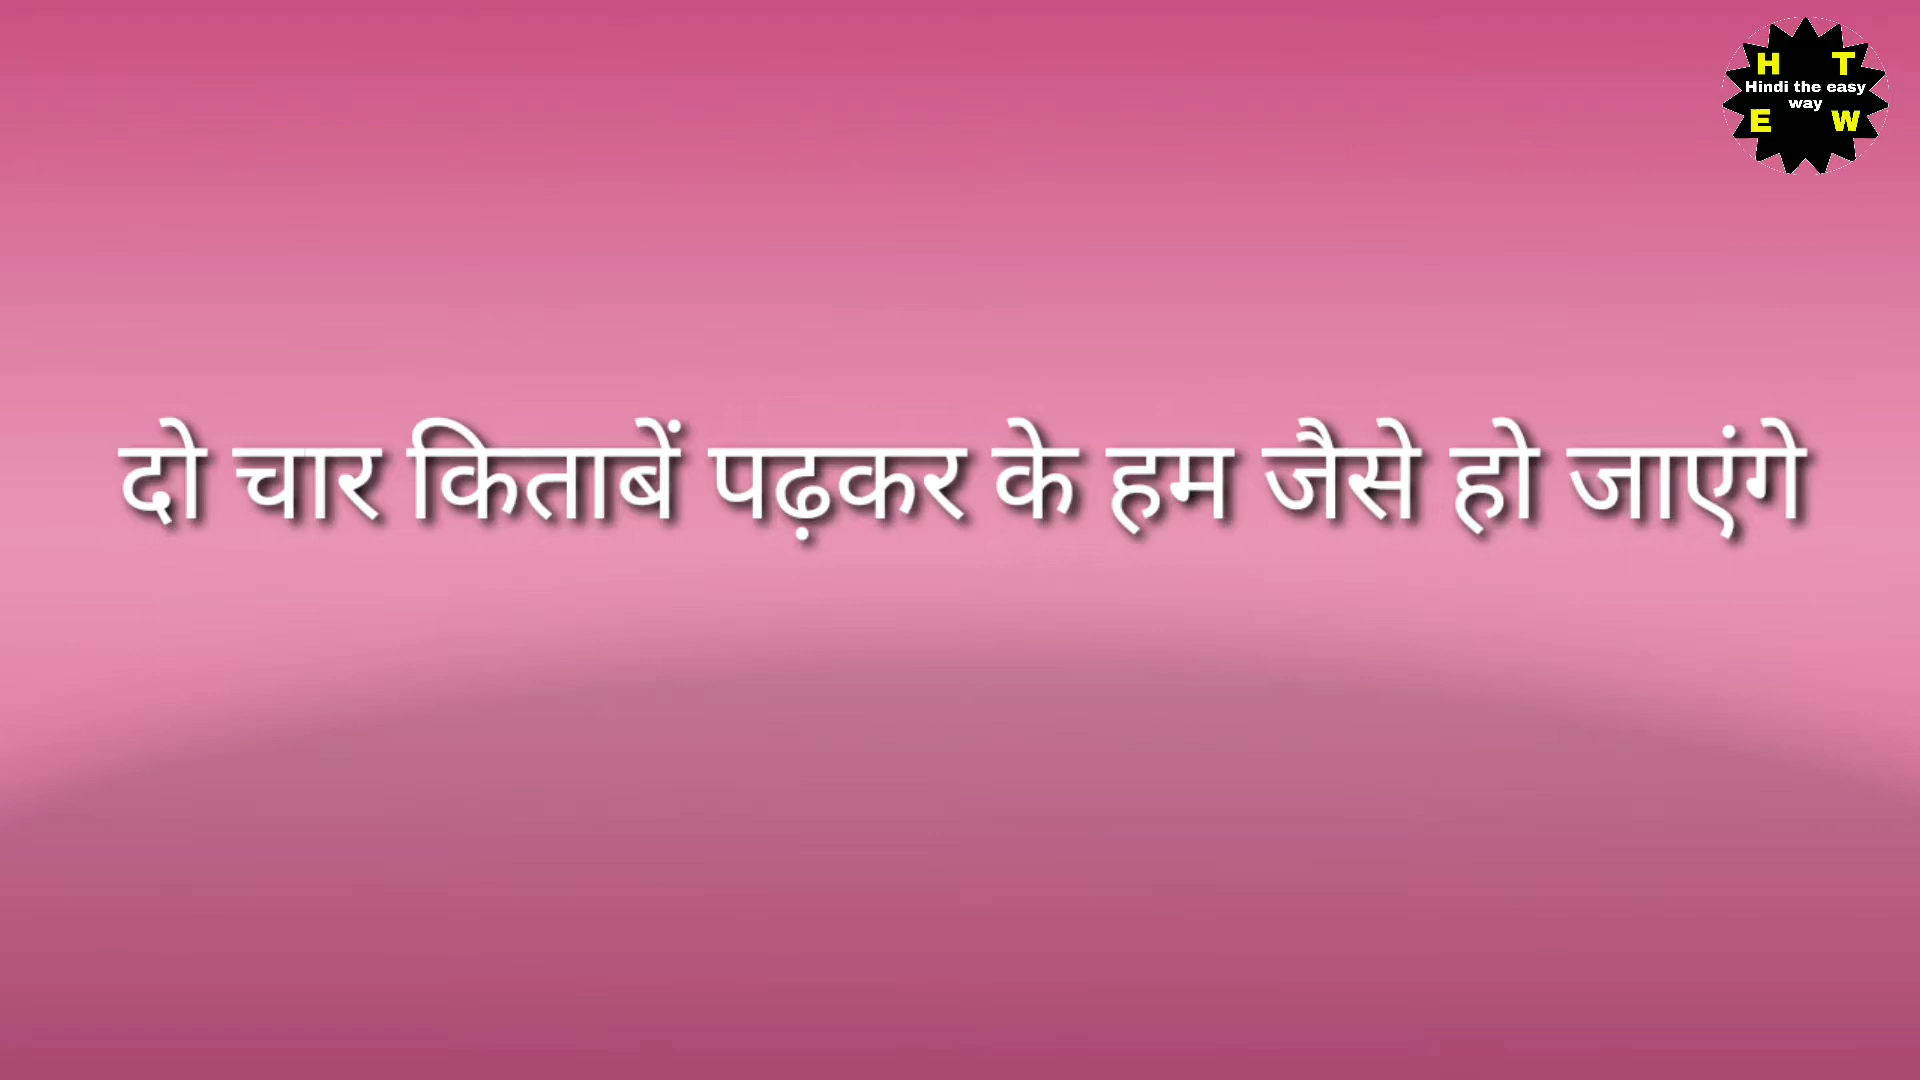 H T
Hindi the easy
way
E W
दो चार किताबें पढ़कर के हम जैसे हो जाएंगे